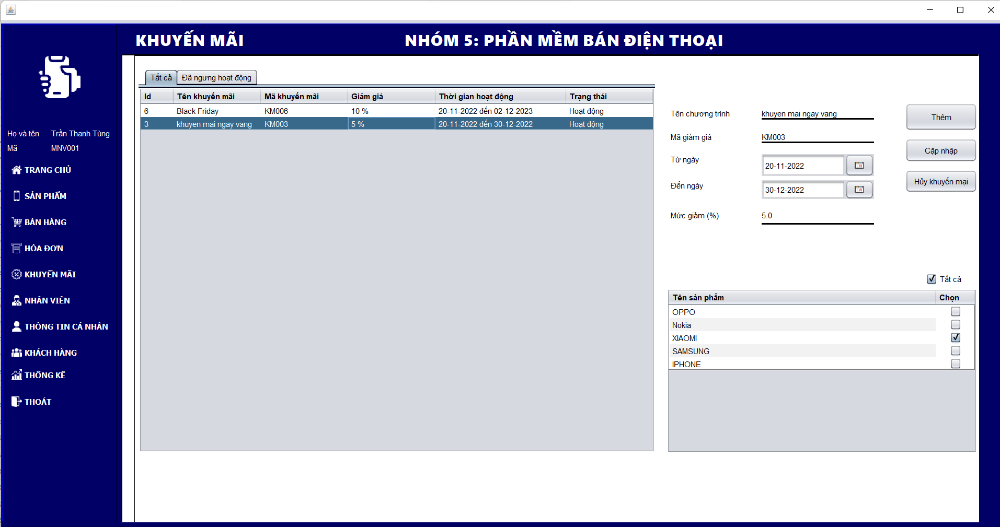 KHUYẾN MÃI
NHÓM 5: PHẦN MỀM BÁN ĐIỆN THOẠI
Họ và tên Trần Thanh Tùng
Mã MNV001
TRANG CHỦ
SẢN PHẨM
BÁN HÀNG
HÓA ĐƠN
KHUYẾN MÃI
NHÂN VIÊN
THÔNG TIN CÁ NHÂN
KHÁCH HÀNG
THỐNG KÊ
THOÁT
Tất cả Đã ngưng hoạt động
Id Tên khuyến mãi Mã khuyến mãi Giảm giá Thời gian hoạt động Trạng thái
6 Black Friday KM006 10 % 20-11-2022 đến 02-12-2023 Hoạt động
3 khuyen mai ngay vang KM003 5 % 20-11-2022 đến 30-12-2022 Hoạt động
Tên chương trình khuyen mai ngay vang
Mã giảm giá KM003
Từ ngày 20-11-2022
Đến ngày 30-12-2022
Mức giảm (%) 5.0
Thêm
Cập nhập
Hủy khuyến mại
Tất cả
Tên sản phẩm Chọn
OPPO
Nokia
XIAOMI
SAMSUNG
IPHONE